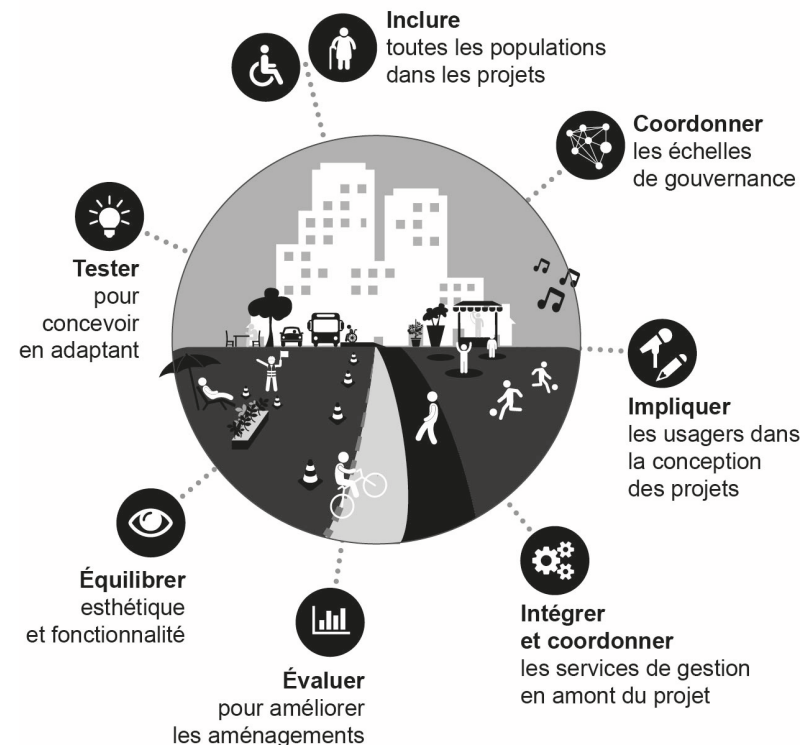 Inclure
toutes les populations
dans les projets
Coordonner
les échelles
de gouvernance
Impliquer
les usagers dans
la conception
des projets
Intégrer
et coordonner
les services de gestion
en amont du projet
Évaluer
pour améliorer
les aménagements
Équilibrer
esthétique
et fonctionnalité
Tester
pour
concevoir
en adaptant